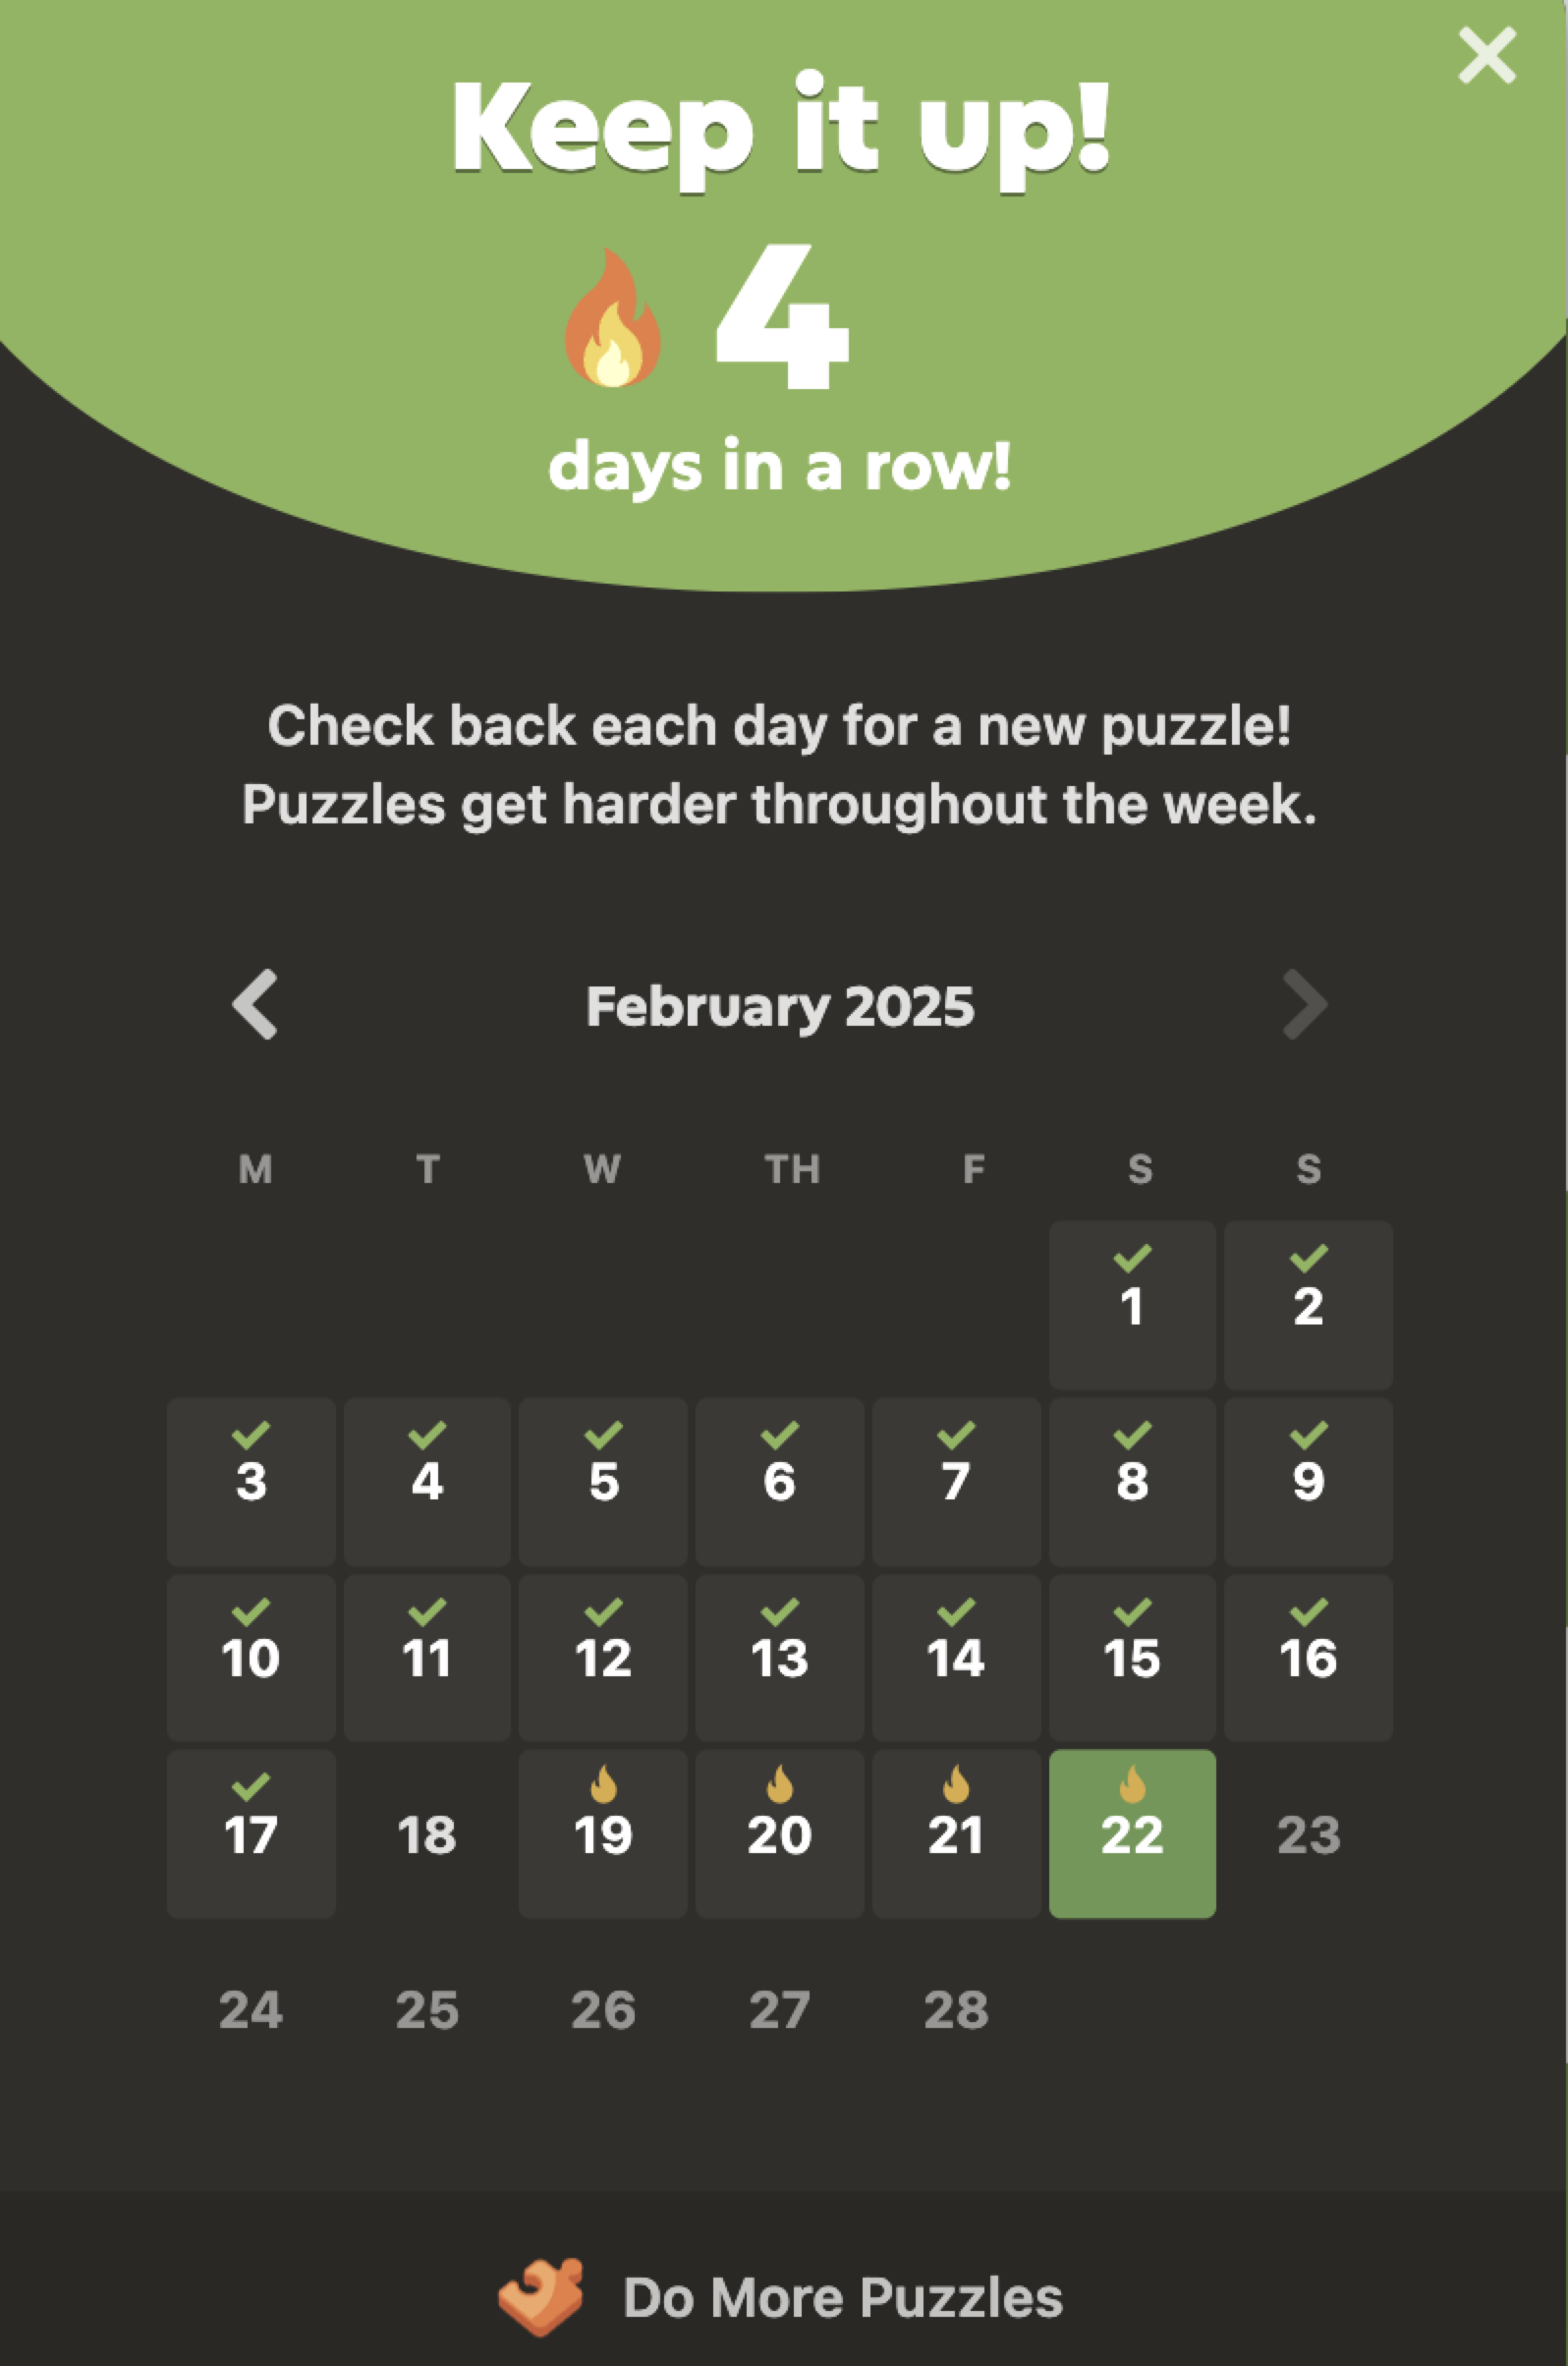 Keep it up!
4
days in a row!
Check back each day for a new puzzle!
Puzzles get harder throughout the week.
February 2025
M T W TH F S S
1 2
3 4 5 6 7 8 9
10 11 12 13 14 15 16
17 18 19 20 21 22 23
24 25 26 27 28
Do More Puzzles